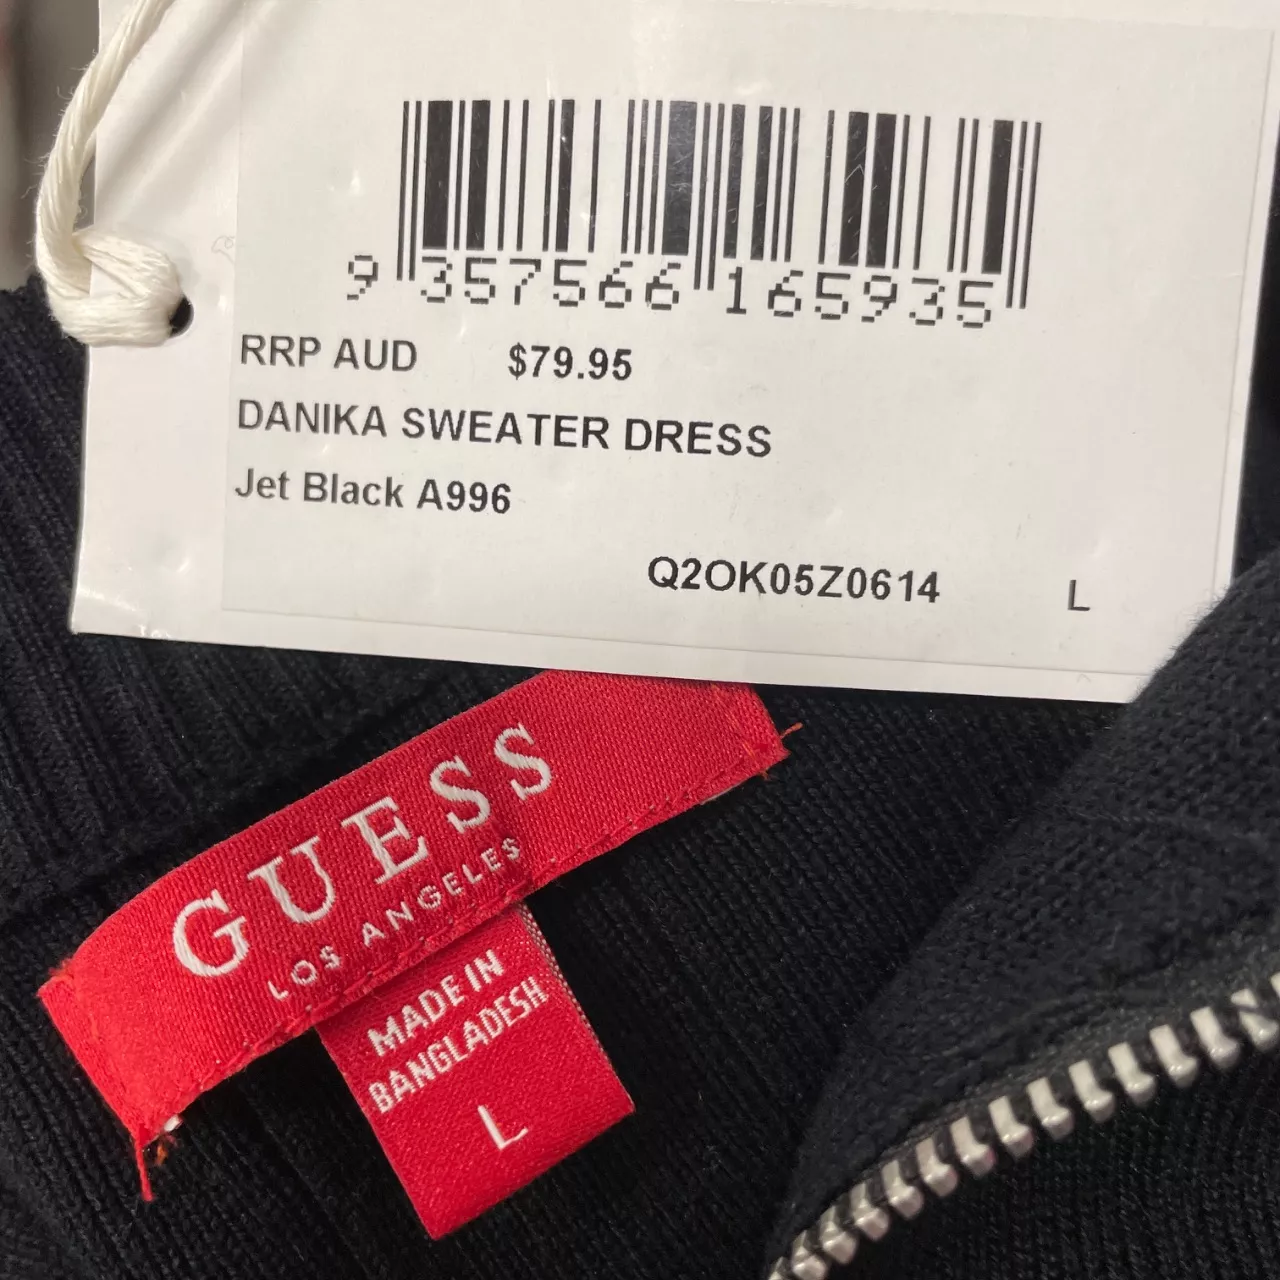 9 357566 165935
RRP AUD $79.95
DANIKA SWEATER DRESS
Jet Black A996
Q2OK05Z0614 L
GUESS
LOS ANGELES
MADE IN
BANGLADESH
L